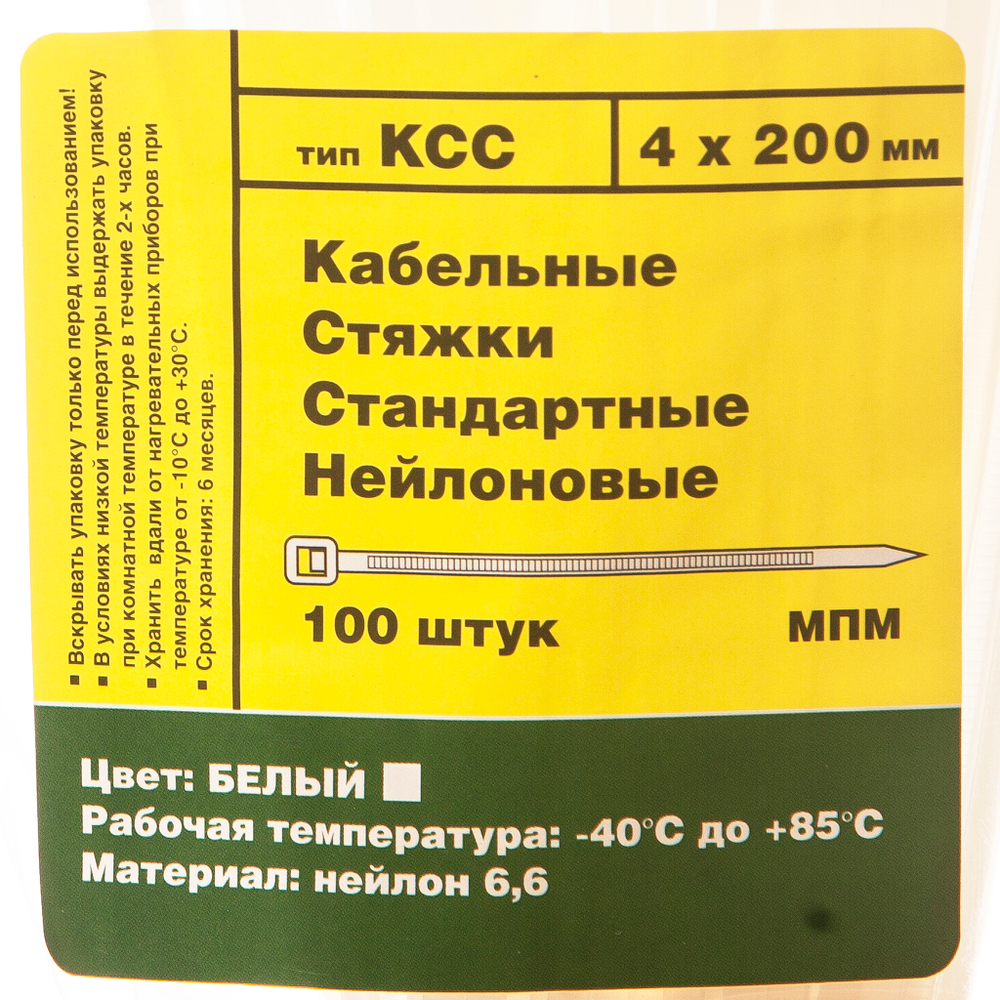 тип КСС
4 х 200 мм
Кабельные
Стяжки
Стандартные
Нейлоновые
100 штук
МПМ
▪ Вскрывать упаковку только перед использованием!
▪ В условиях низкой температуры выдержать упаковку
при комнатной температуре в течение 2-х часов.
▪ Хранить вдали от нагревательных приборов при
температуре от -10°С до +30°С.
▪ Срок хранения: 6 месяцев.
Цвет: БЕЛЫЙ
Рабочая температура: -40°С до +85°С
Материал: нейлон 6,6